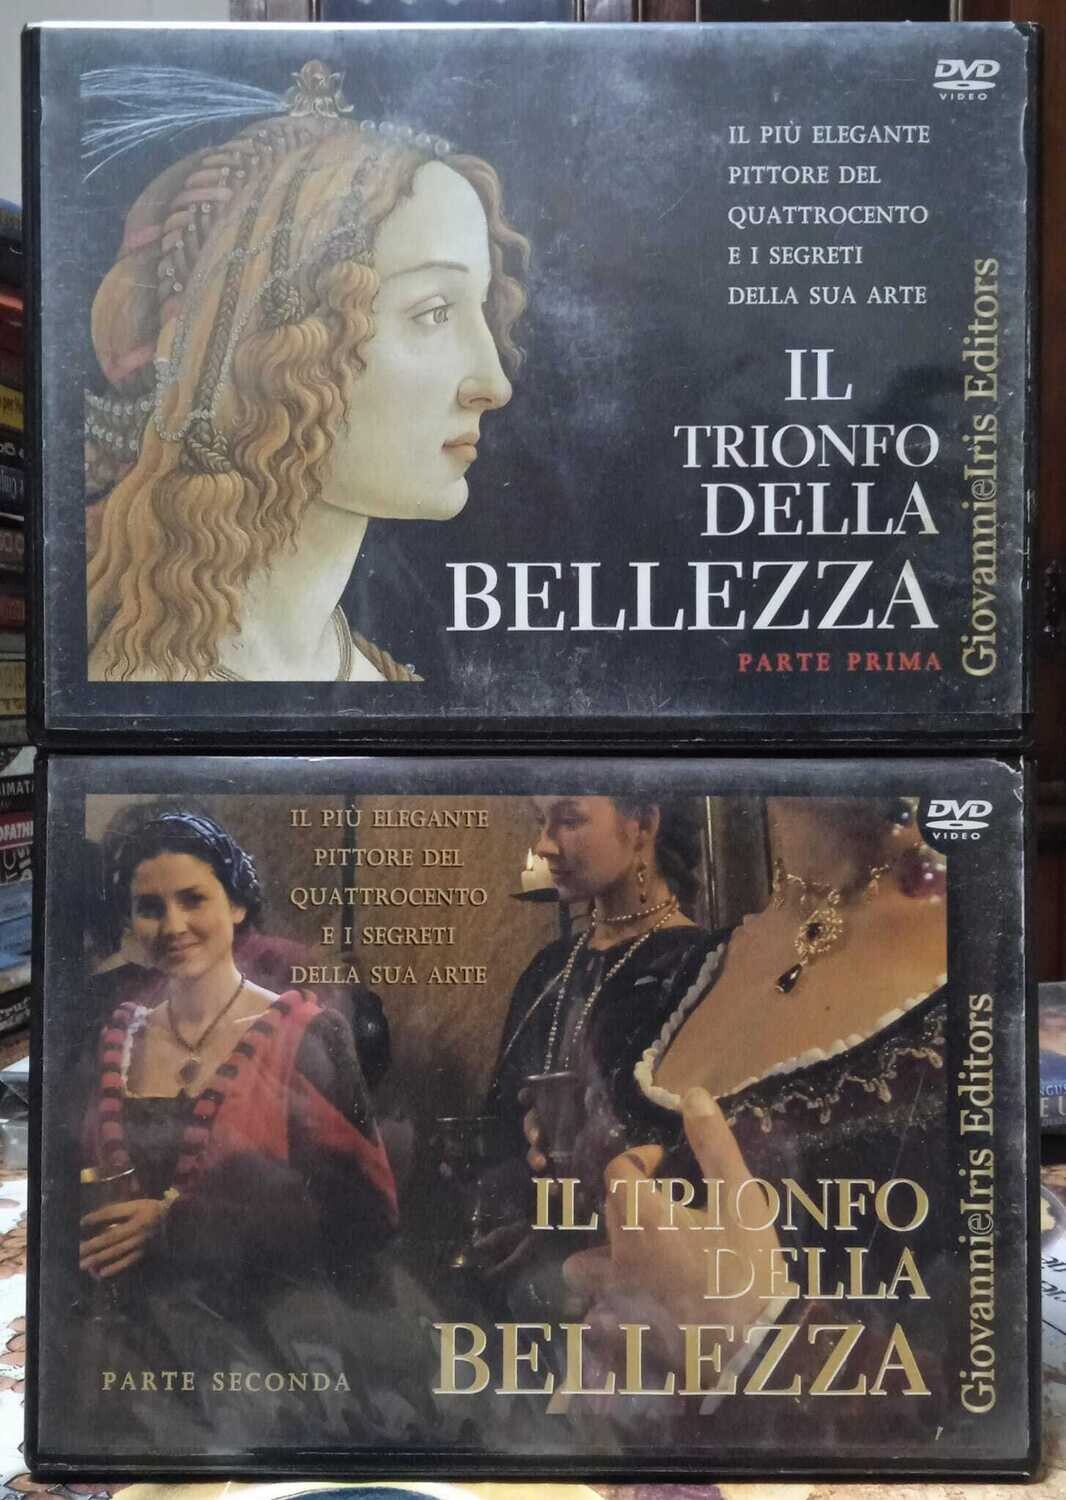 DVD
VIDEO
IL PIÙ ELEGANTE
PITTORE DEL
QUATTROCENTO
E I SEGRETI
DELLA SUA ARTE
IL
TRIONFO
DELLA
BELLEZZA
PARTE PRIMA
GiovannieIris Editors
DVD
VIDEO
IL PIÙ ELEGANTE
PITTORE DEL
QUATTROCENTO
E I SEGRETI
DELLA SUA ARTE
IL TRIONFO
DELLA
BELLEZZA
PARTE SECONDA
GiovannieIris Editors